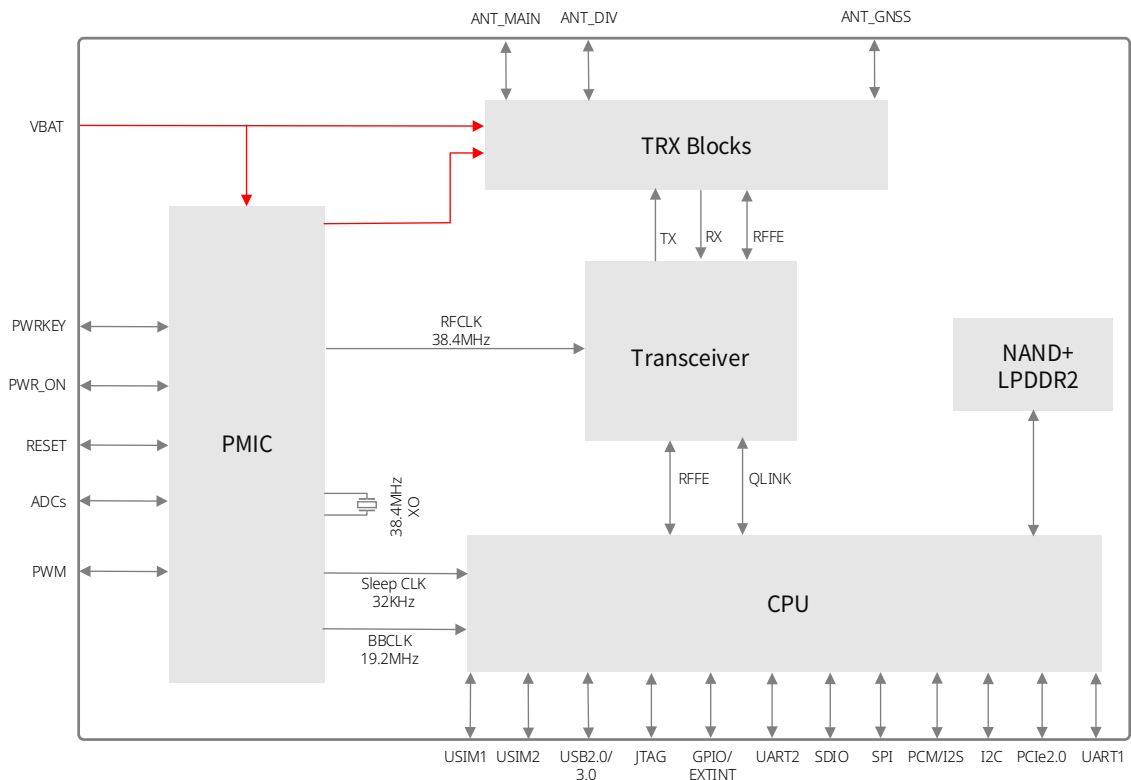 ANT_MAIN
ANT_DIV
ANT_GNSS
VBAT
TRX Blocks
TX
RX
RFFE
PWRKEY
PWR_ON
RESET
ADCs
PWM
PMIC
RFCLK
38.4MHz
Transceiver
NAND+
LPDDR2
38.4MHz
XO
RFFE
QLINK
Sleep CLK
32KHz
BBCLK
19.2MHz
CPU
USIM1
USIM2
USB2.0/
3.0
JTAG
GPIO/
EXTINT
UART2
SDIO
SPI
PCM/I2S
I2C
PCIe2.0
UART1